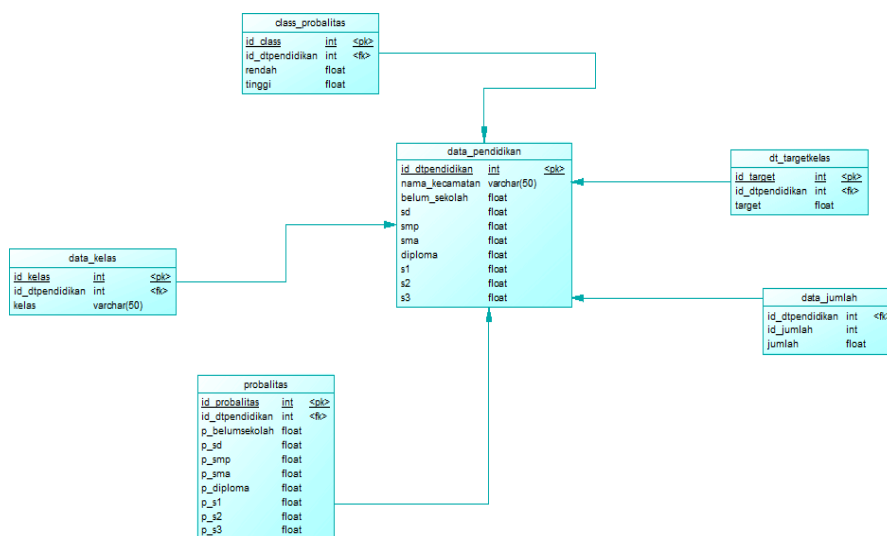 class_probalitas
id_class int <pk>
id_dtpendidikan int <fk>
rendah float
tinggi float
data_pendidikan
id_dtpendidikan int <pk>
nama_kecamatan varchar(50)
belum_sekolah float
sd float
smp float
sma float
diploma float
s1 float
s2 float
s3 float
dt_targetkelas
id_target int <pk>
id_dtpendidikan int <fk>
target float
data_kelas
id_kelas int <pk>
id_dtpendidikan int <fk>
kelas varchar(50)
data_jumlah
id_dtpendidikan int <fk>
id_jumlah int
jumlah float
probalitas
id_probalitas int <pk>
id_dtpendidikan int <fk>
p_belumsekolah float
p_sd float
p_smp float
p_sma float
p_diploma float
p_s1 float
p_s2 float
p_s3 float